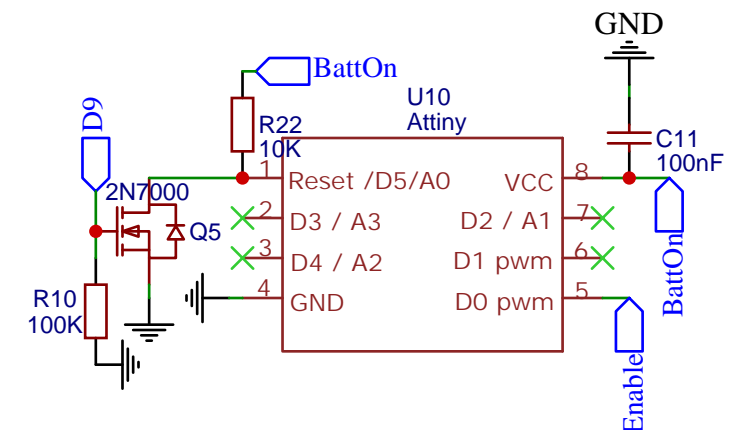 GND
BattOn
D9
U10
Attiny
R22
10K
C11
100nF
2N7000
Q5
1
Reset /D5/A0
VCC
8
2
D3 / A3
D2 / A1
7
3
D4 / A2
D1 pwm
6
4
GND
D0 pwm
5
R10
100K
BattOn
Enable